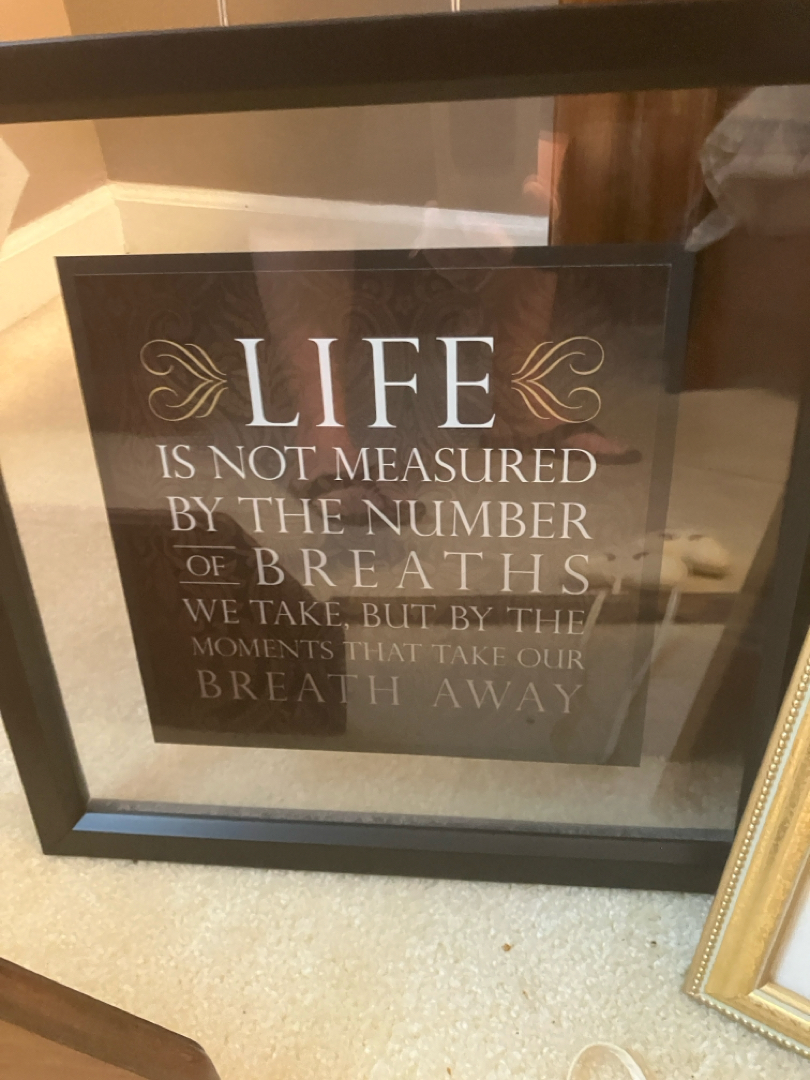 LIFE
IS NOT MEASURED
BY THE NUMBER
OF BREATHS
WE TAKE, BUT BY THE
MOMENTS THAT TAKE OUR
BREATH AWAY